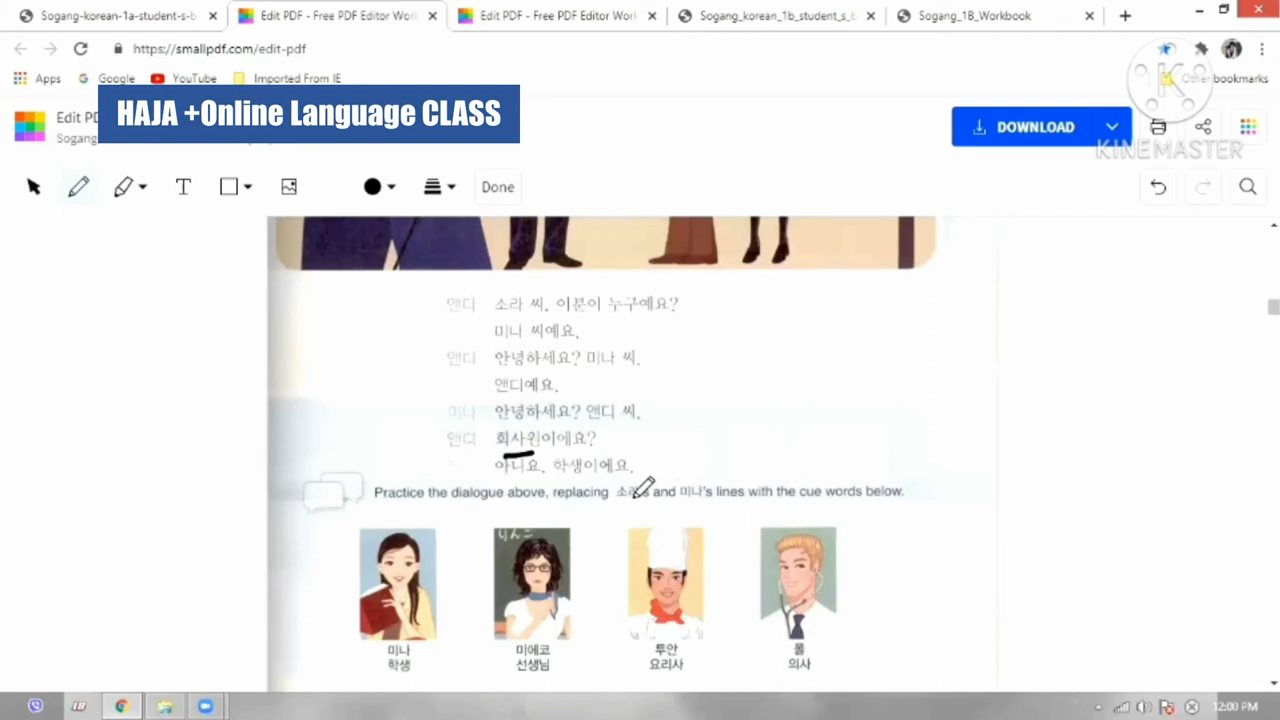 Sogang-korean-1a-student-s-b
Edit PDF - Free PDF Editor Wor
Edit PDF - Free PDF Editor Wor
Sogang_korean_1b_student_s_b
Sogang_1B_Workbook
https://smallpdf.com/edit-pdf
Apps
Google
YouTube
Imported From IE
Other bookmarks
HAJA +Online Language CLASS
Edit PD
Sogan
DOWNLOAD
K
KINEMASTER
T
Done
앤디 소라 씨, 이분이 누구예요?
미나 씨예요.
앤디 안녕하세요? 미나 씨.
앤디예요.
미나 안녕하세요? 앤디 씨.
앤디 회사원이에요?
아니요, 학생이에요.
Practice the dialogue above, replacing 소라's and 미나's lines with the cue words below.
りんご
미나
학생
미에코
선생님
투안
요리사
폴
의사
12:00 PM